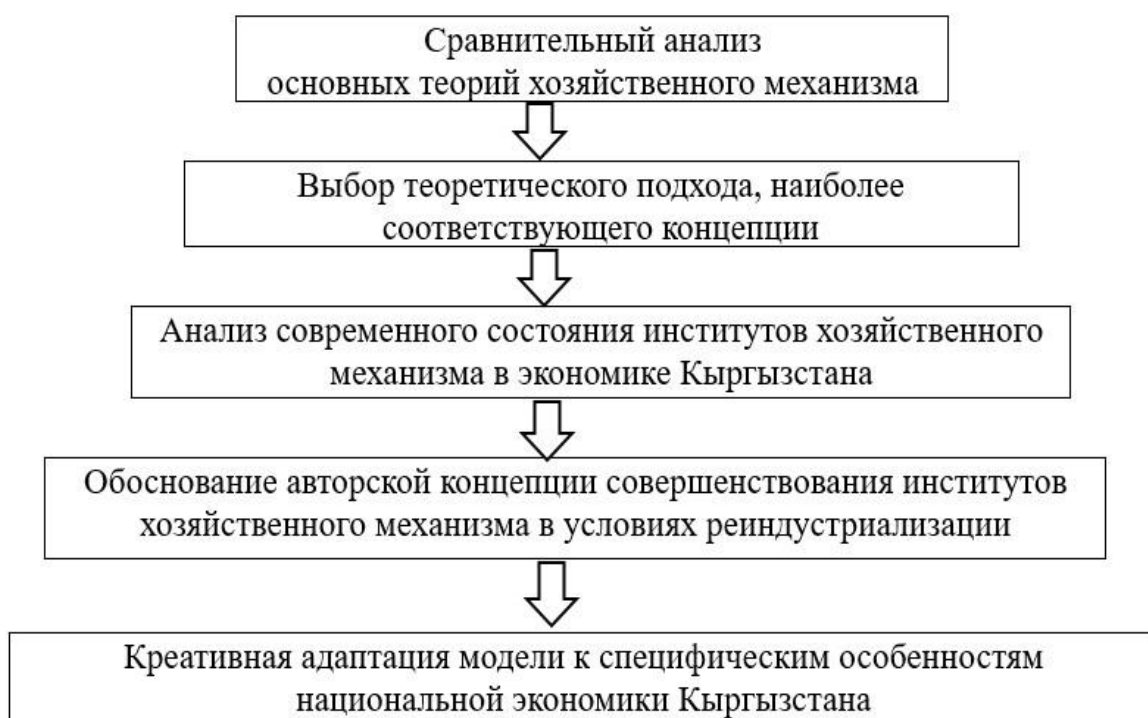 Сравнительный анализ
основных теорий хозяйственного механизма
Выбор теоретического подхода, наиболее
соответствующего концепции
Анализ современного состояния институтов хозяйственного
механизма в экономике Кыргызстана
Обоснование авторской концепции совершенствования институтов
хозяйственного механизма в условиях реиндустриализации
Креативная адаптация модели к специфическим особенностям
национальной экономики Кыргызстана